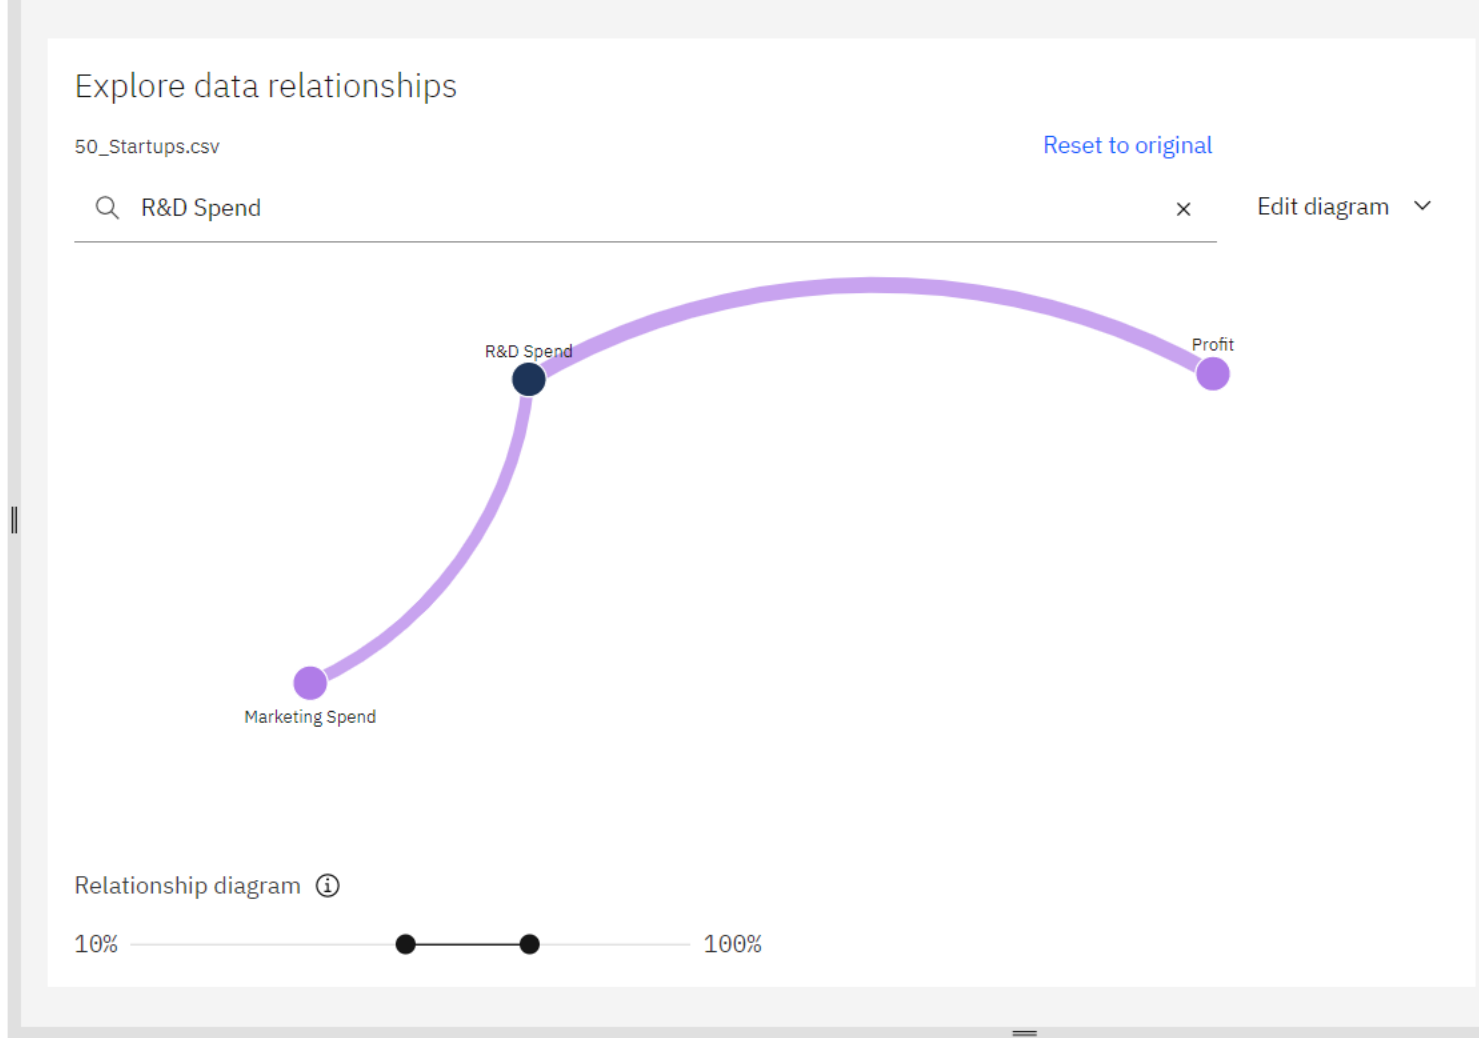 Explore data relationships
50_Startups.csv
Reset to original
R&D Spend
Edit diagram
R&D Spend
Profit
Marketing Spend
Relationship diagram
10%
100%